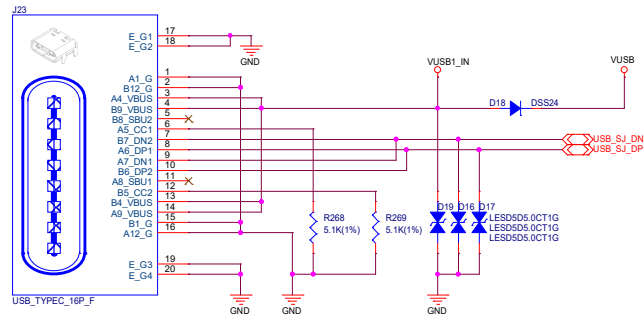 J23
E_G1 17
E_G2 18
GND
A1_G 1
B12_G 2
A4_VBUS 3
B9_VBUS 4
B8_SBU2 5
A5_CC1 6
B7_DN2 7
A6_DP1 8
A7_DN1 9
B6_DP2 10
A8_SBU1 11
B5_CC2 12
B4_VBUS 13
A9_VBUS 14
B1_G 15
A12_G 16
E_G3 19
E_G4 20
USB_TYPEC_16P_F
GND
GND
R268
5.1K(1%)
R269
5.1K(1%)
VUSB1_IN
VUSB
D18 DSS24
USB_SJ_DN
USB_SJ_DP
D19 D16 D17
LESD5D5.0CT1G
LESD5D5.0CT1G
LESD5D5.0CT1G
GND